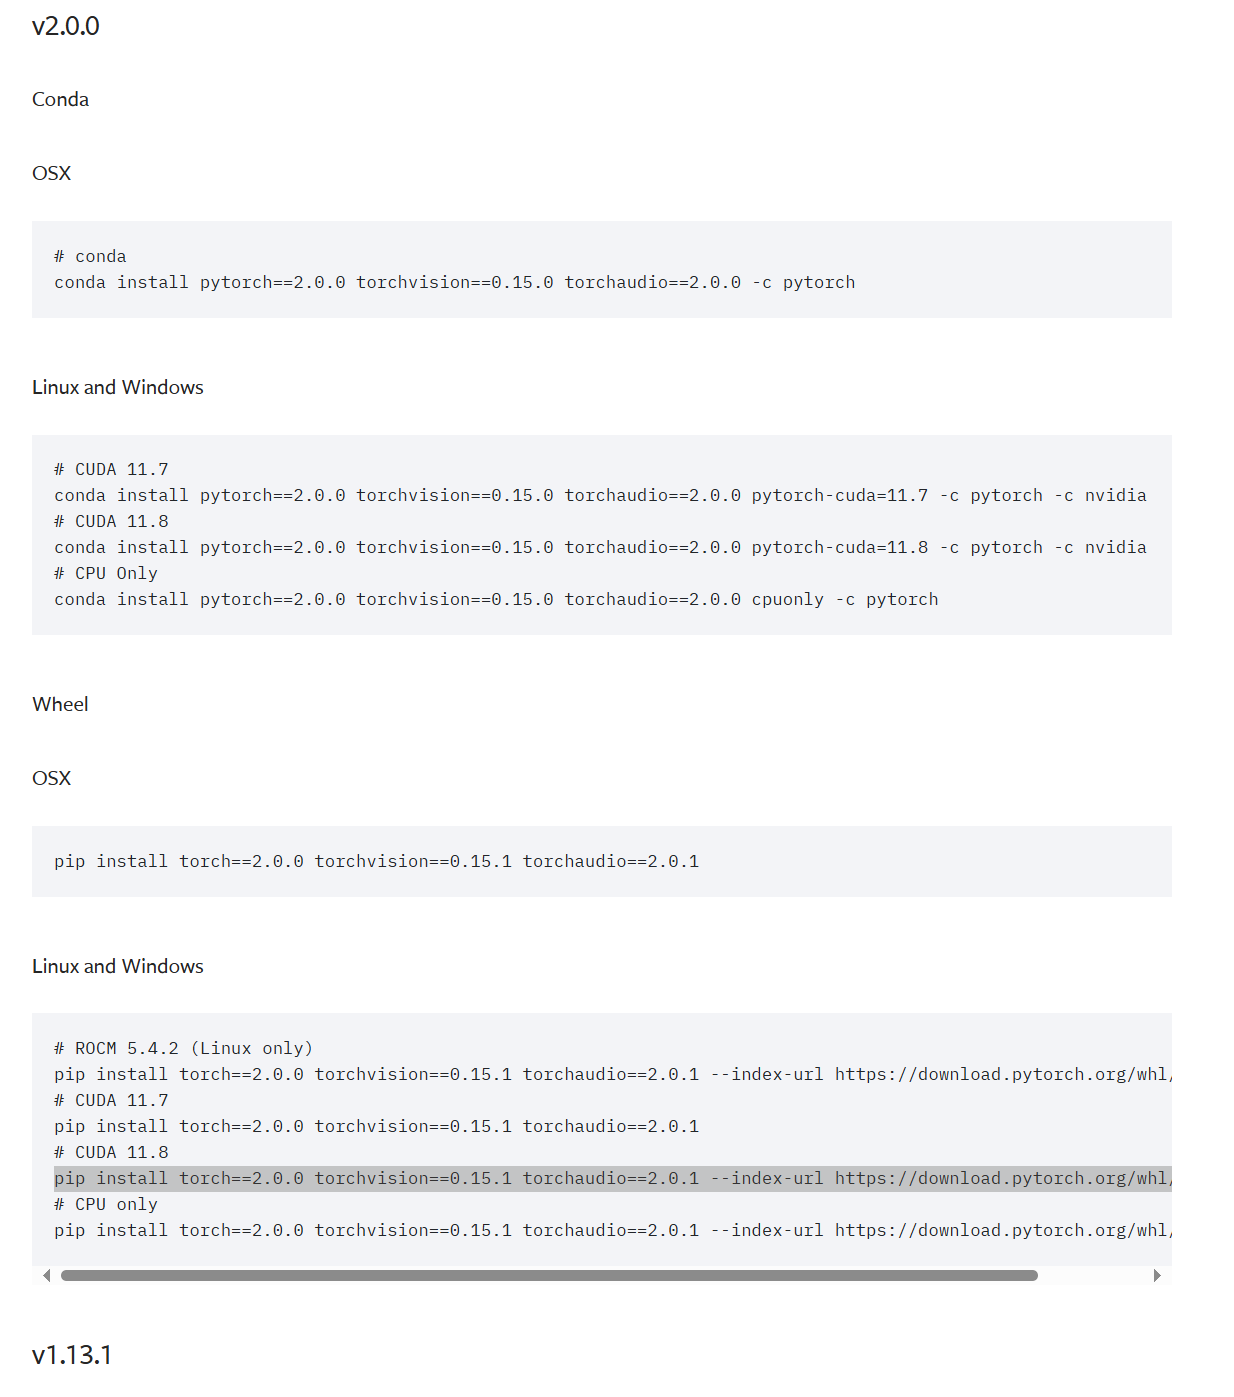 v2.0.0
Conda
OSX
# conda
conda install pytorch==2.0.0 torchvision==0.15.0 torchaudio==2.0.0 -c pytorch
Linux and Windows
# CUDA 11.7
conda install pytorch==2.0.0 torchvision==0.15.0 torchaudio==2.0.0 pytorch-cuda=11.7 -c pytorch -c nvidia
# CUDA 11.8
conda install pytorch==2.0.0 torchvision==0.15.0 torchaudio==2.0.0 pytorch-cuda=11.8 -c pytorch -c nvidia
# CPU Only
conda install pytorch==2.0.0 torchvision==0.15.0 torchaudio==2.0.0 cpuonly -c pytorch
Wheel
OSX
pip install torch==2.0.0 torchvision==0.15.1 torchaudio==2.0.1
Linux and Windows
# ROCM 5.4.2 (Linux only)
pip install torch==2.0.0 torchvision==0.15.1 torchaudio==2.0.1 --index-url https://download.pytorch.org/whl/
# CUDA 11.7
pip install torch==2.0.0 torchvision==0.15.1 torchaudio==2.0.1
# CUDA 11.8
pip install torch==2.0.0 torchvision==0.15.1 torchaudio==2.0.1 --index-url https://download.pytorch.org/whl/
# CPU only
pip install torch==2.0.0 torchvision==0.15.1 torchaudio==2.0.1 --index-url https://download.pytorch.org/whl/
v1.13.1